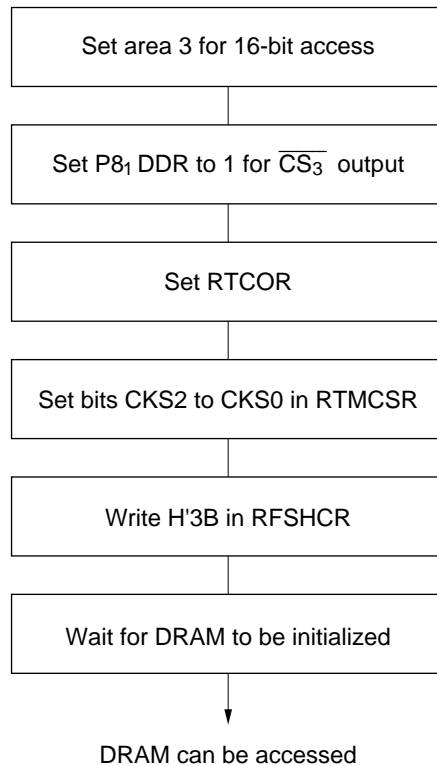 Set area 3 for 16-bit access
Set P8₁ DDR to 1 for C̅S̅₃ output
Set RTCOR
Set bits CKS2 to CKS0 in RTMCSR
Write H'3B in RFSHCR
Wait for DRAM to be initialized
DRAM can be accessed